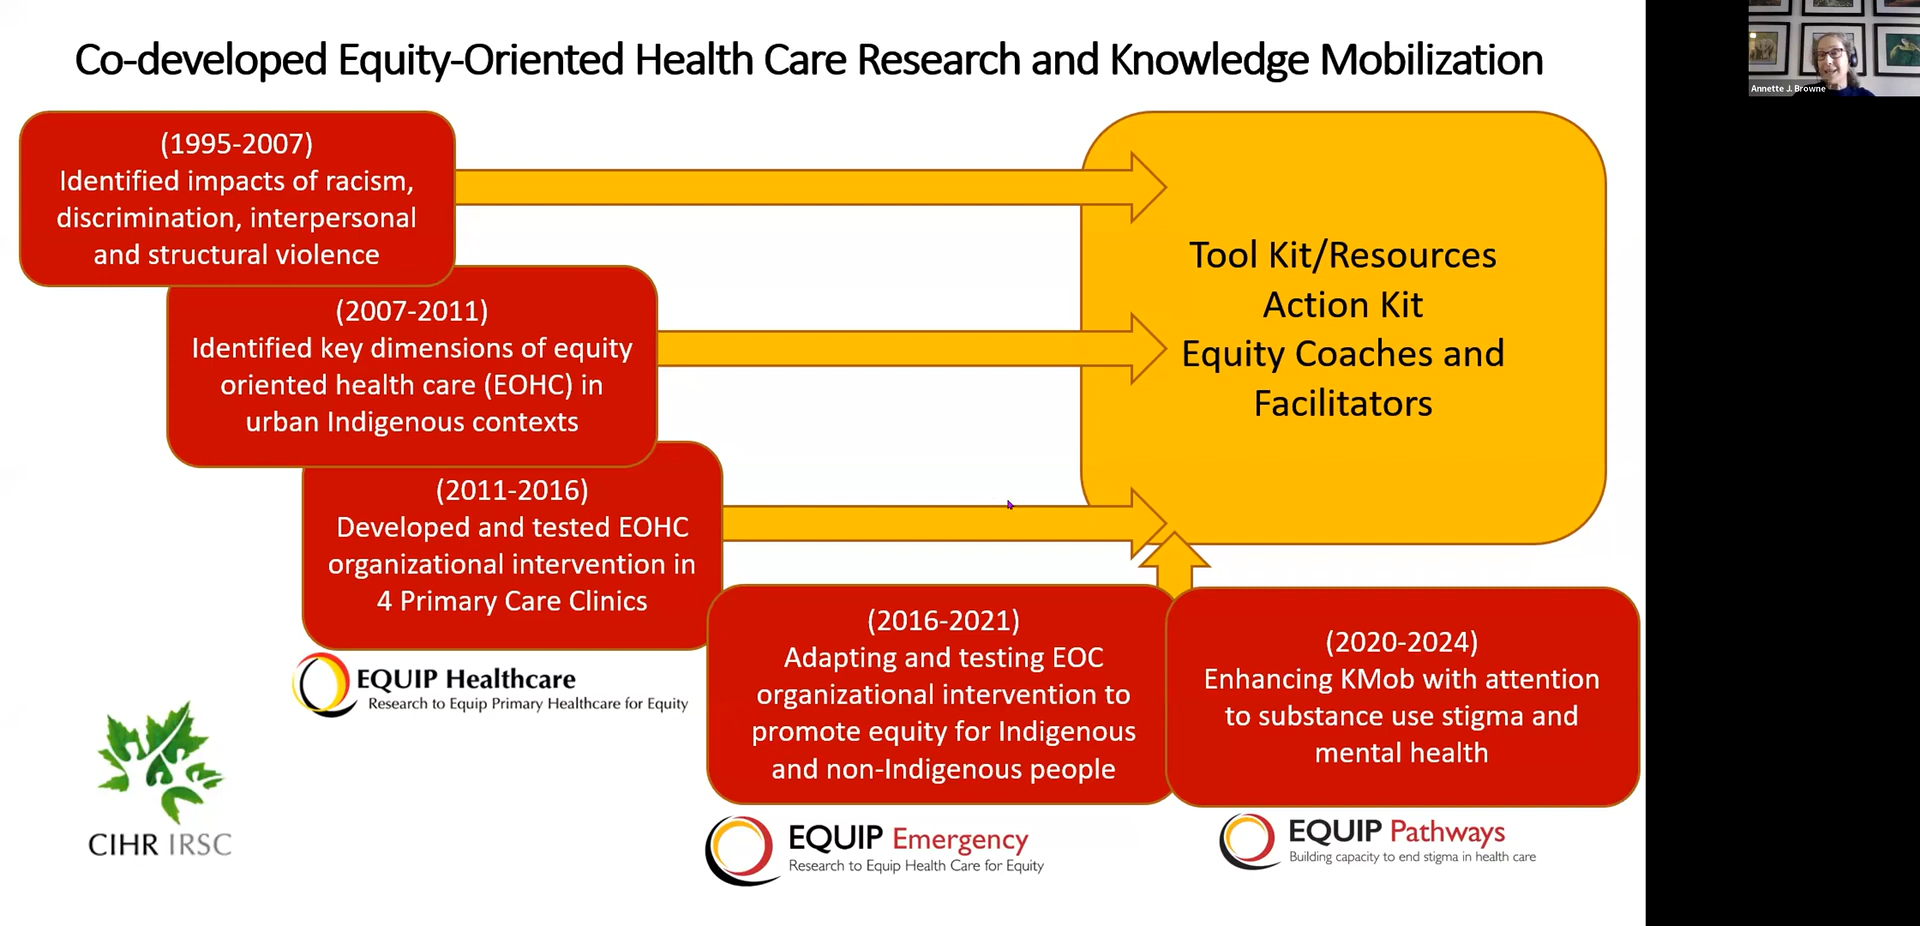 Co-developed Equity-Oriented Health Care Research and Knowledge Mobilization
Annette J. Browne
(1995-2007)
Identified impacts of racism,
discrimination, interpersonal
and structural violence
(2007-2011)
Identified key dimensions of equity
oriented health care (EOHC) in
urban Indigenous contexts
(2011-2016)
Developed and tested EOHC
organizational intervention in
4 Primary Care Clinics
EQUIP Healthcare
Research to Equip Primary Healthcare for Equity
Tool Kit/Resources
Action Kit
Equity Coaches and
Facilitators
(2016-2021)
Adapting and testing EOC
organizational intervention to
promote equity for Indigenous
and non-Indigenous people
EQUIP Emergency
Research to Equip Health Care for Equity
(2020-2024)
Enhancing KMob with attention
to substance use stigma and
mental health
EQUIP Pathways
Building capacity to end stigma in health care
CIHR IRSC